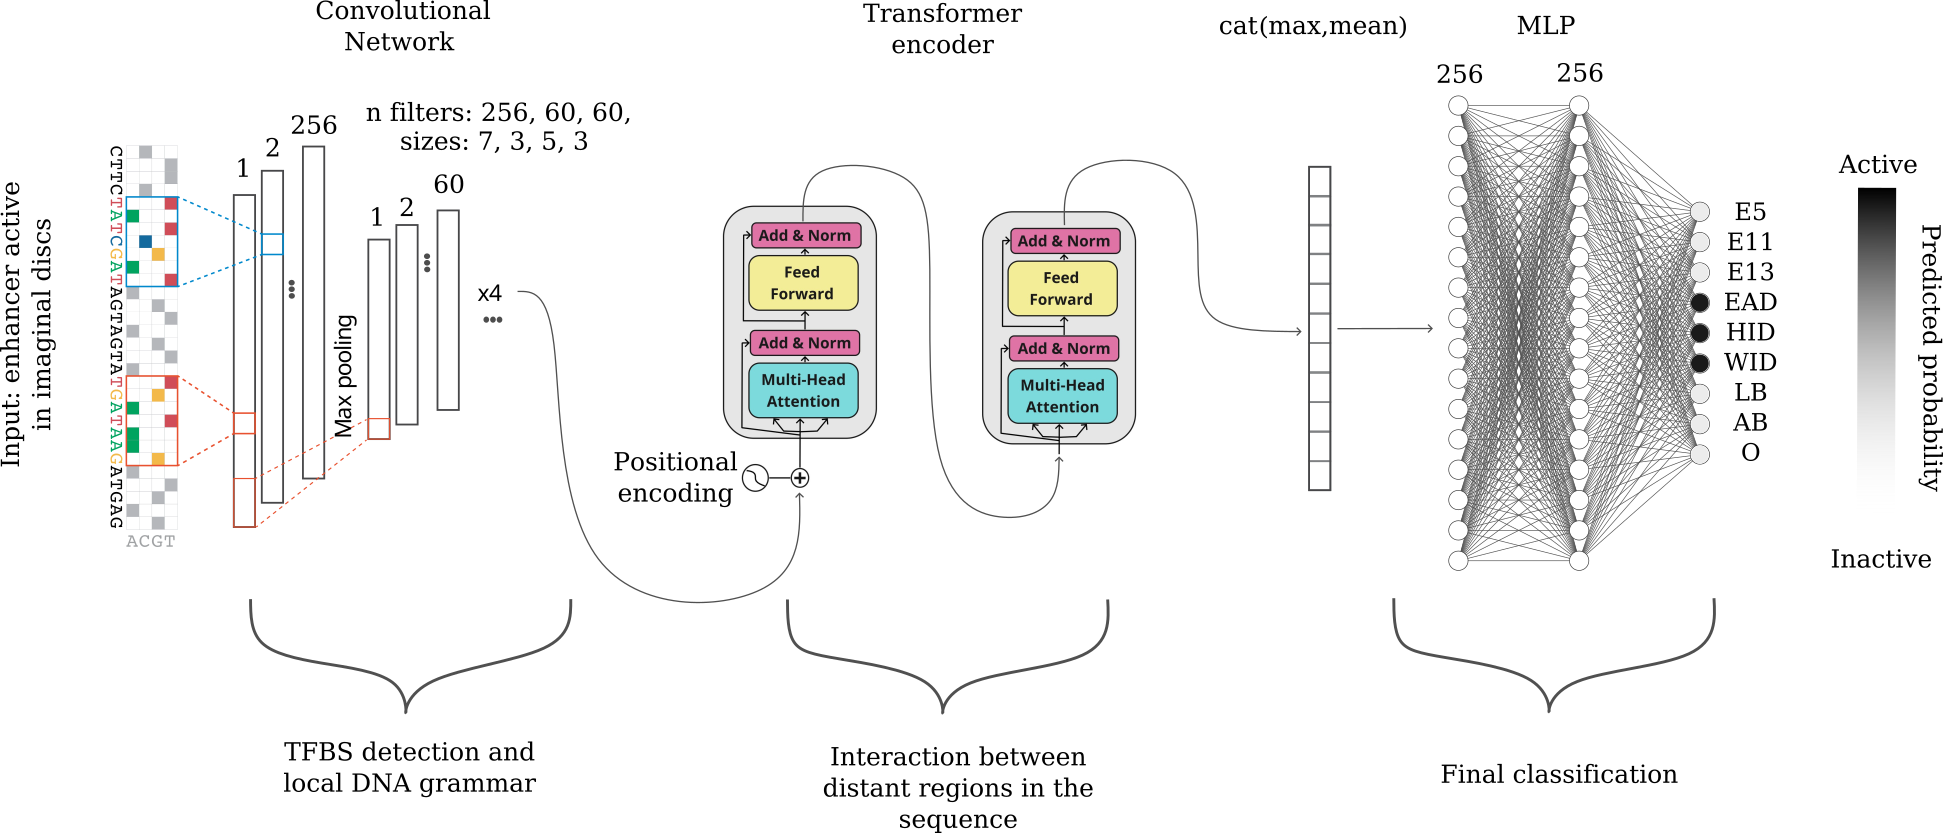 Convolutional
Network
Transformer
encoder
cat(max,mean)
MLP
Input: enhancer active
in imaginal discs
CTTCTATCGATAGTAGTATGATAAGATGAG
ACGT
1
2
256
n filters: 256, 60, 60,
sizes: 7, 3, 5, 3
Max pooling
1
2
60
x4
Positional
encoding
Add & Norm
Feed
Forward
Add & Norm
Multi-Head
Attention
Add & Norm
Feed
Forward
Add & Norm
Multi-Head
Attention
256
256
E5
E11
E13
EAD
HID
WID
LB
AB
O
Active
Predicted probability
Inactive
TFBS detection and
local DNA grammar
Interaction between
distant regions in the
sequence
Final classification